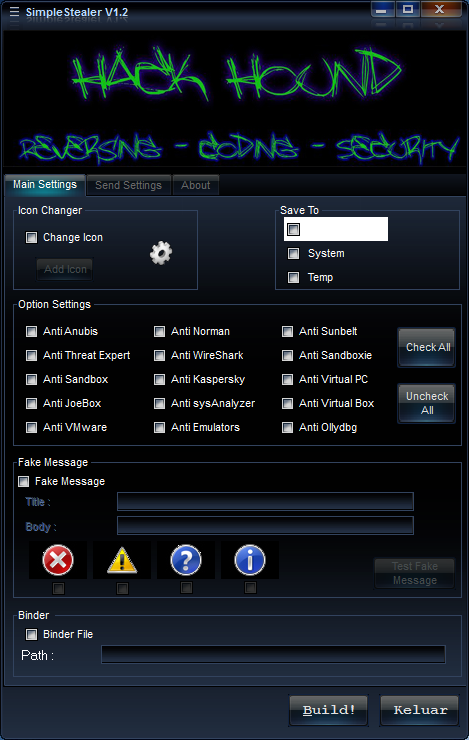 SimpleStealer V1.2
HACK HOUND
REVERSING - CODING - SECURITY
Main Settings Send Settings About
Icon Changer
Change Icon
Add Icon
Save To
System
Temp
Option Settings
Anti Anubis Anti Norman Anti Sunbelt
Anti Threat Expert Anti WireShark Anti Sandboxie
Anti Sandbox Anti Kaspersky Anti Virtual PC
Anti JoeBox Anti sysAnalyzer Anti Virtual Box
Anti VMware Anti Emulators Anti Ollydbg
Check All
Uncheck
All
Fake Message
Fake Message
Title :
Body :
Test Fake
Message
Binder
Binder File
Path :
Build! Keluar